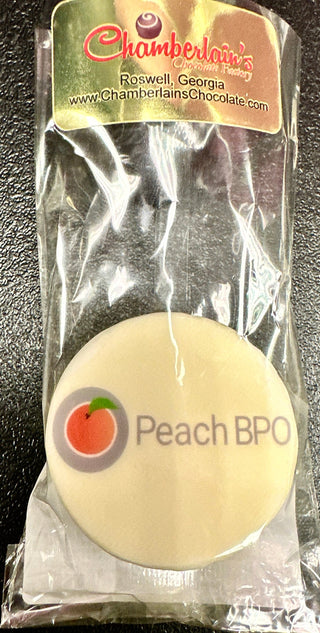 Chamberlain's
Chocolate Factory
Roswell, Georgia
www.ChamberlainsChocolate.com
Peach BPO